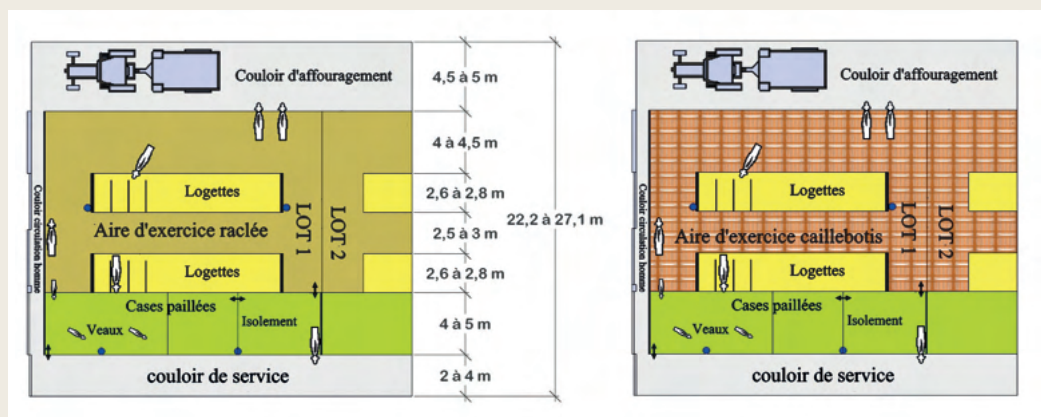 Couloir d'affouragement
Logettes
Aire d'exercice raclée
Logettes
LOT 1
LOT 2
Couloir circulation homme
Cases paillées
Veaux
Isolement
couloir de service
4,5 à 5 m
4 à 4,5 m
2,6 à 2,8 m
2,5 à 3 m
2,6 à 2,8 m
4 à 5 m
2 à 4 m
22,2 à 27,1 m
Couloir d'affouragement
Logettes
Aire d'exercice caillebotis
Logettes
LOT 1
LOT 2
Couloir circulation homme
Cases paillées
Veaux
Isolement
couloir de service